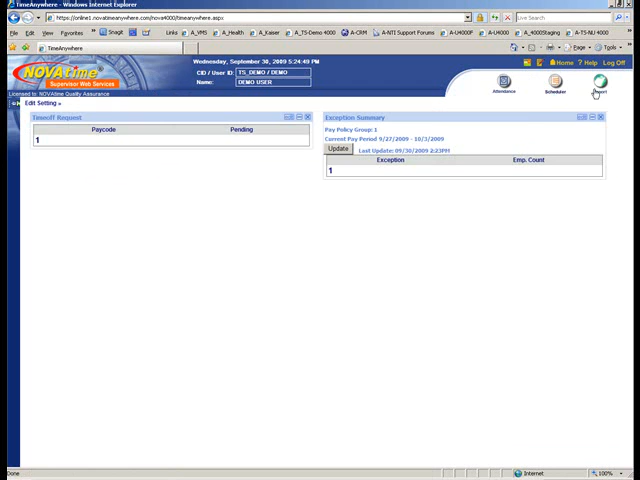 TimeAnywhere - Windows Internet Explorer
https://online1.novatimeanywhere.com/nova4000/timeanywhere.aspx
Live Search
File Edit View Favorites » Snagit Links A_VMS A_Health A_Kaiser A_TS-Demo 4000 A-CRM A-NTI Support Forums A-U4000F A-U4000 A_4000Staging A-TS-NLI 4000
TimeAnywhere
Page Tools »
Wednesday, September 30, 2009 5:24:49 PM
Home ? Help Log Off
NOVAtime
Supervisor Web Services
CID / User ID: TS_DEMO / DEMO
Name: DEMO USER
Attendance Scheduler
Licensed to: NOVAtime Quality Assurance
Edit Setting »
Timeoff Request
Paycode Pending
1
Exception Summary
Pay Policy Group: 1
Current Pay Period 9/27/2009 - 10/3/2009
Update Last Update: 09/30/2009 2:23PM
Exception Emp. Count
1
Done Internet 100%